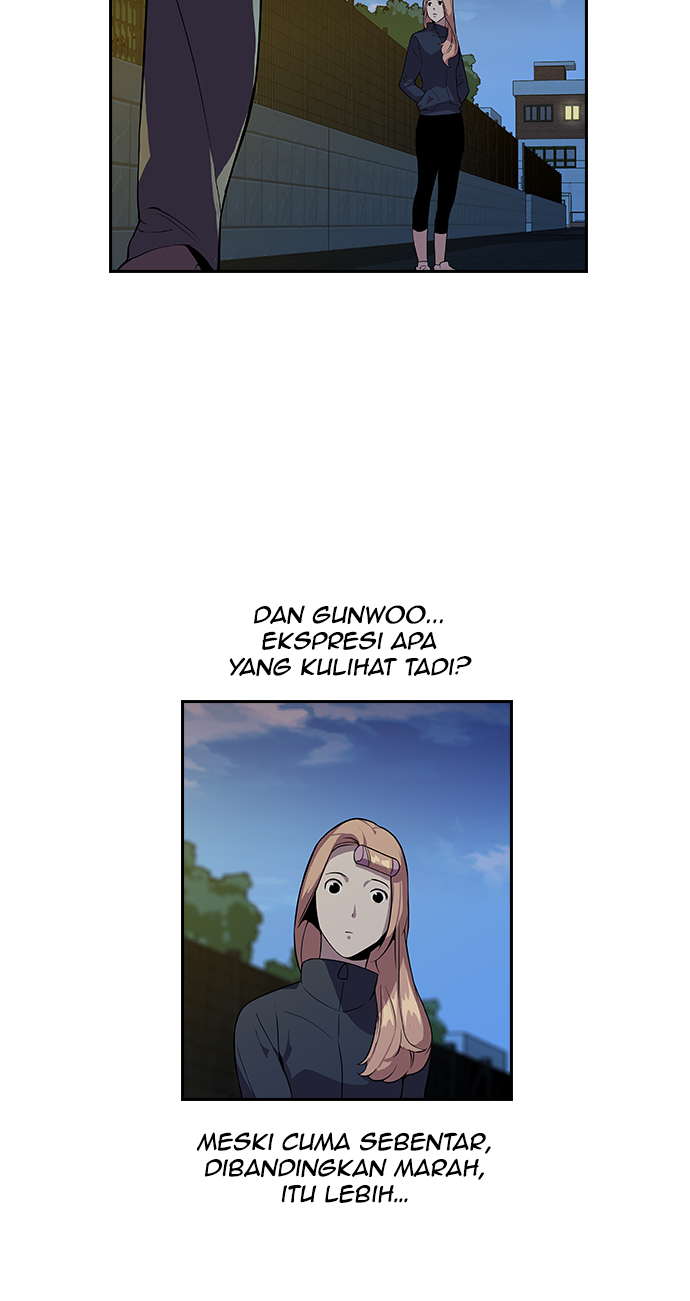 DAN GUNWOO...
EKSPRESI APA
YANG KULIHAT TADI?
MESKI CUMA SEBENTAR,
DIBANDINGKAN MARAH,
ITU LEBIH...